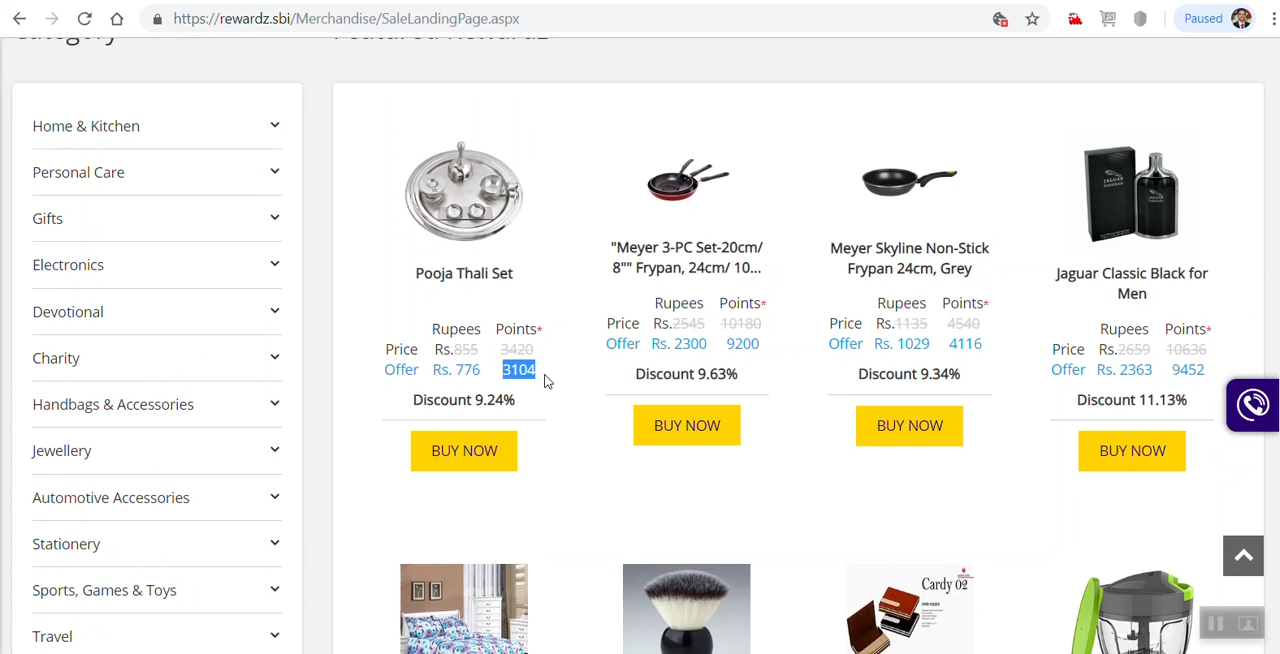 https://rewardz.sbi/Merchandise/SaleLandingPage.aspx
Paused
Category
Featured Rewardz
Home & Kitchen
Personal Care
Gifts
Electronics
Devotional
Charity
Handbags & Accessories
Jewellery
Automotive Accessories
Stationery
Sports, Games & Toys
Travel
Pooja Thali Set
Rupees Points*
Price Rs.855 3420
Offer Rs. 776 3104
Discount 9.24%
BUY NOW
"Meyer 3-PC Set-20cm/
8"" Frypan, 24cm/ 10...
Rupees Points*
Price Rs.2545 10180
Offer Rs. 2300 9200
Discount 9.63%
BUY NOW
Meyer Skyline Non-Stick
Frypan 24cm, Grey
Rupees Points*
Price Rs.1135 4540
Offer Rs. 1029 4116
Discount 9.34%
BUY NOW
JAGUAR
Jaguar Classic Black for
Men
Rupees Points*
Price Rs.2659 10636
Offer Rs. 2363 9452
Discount 11.13%
BUY NOW
Cardy 02